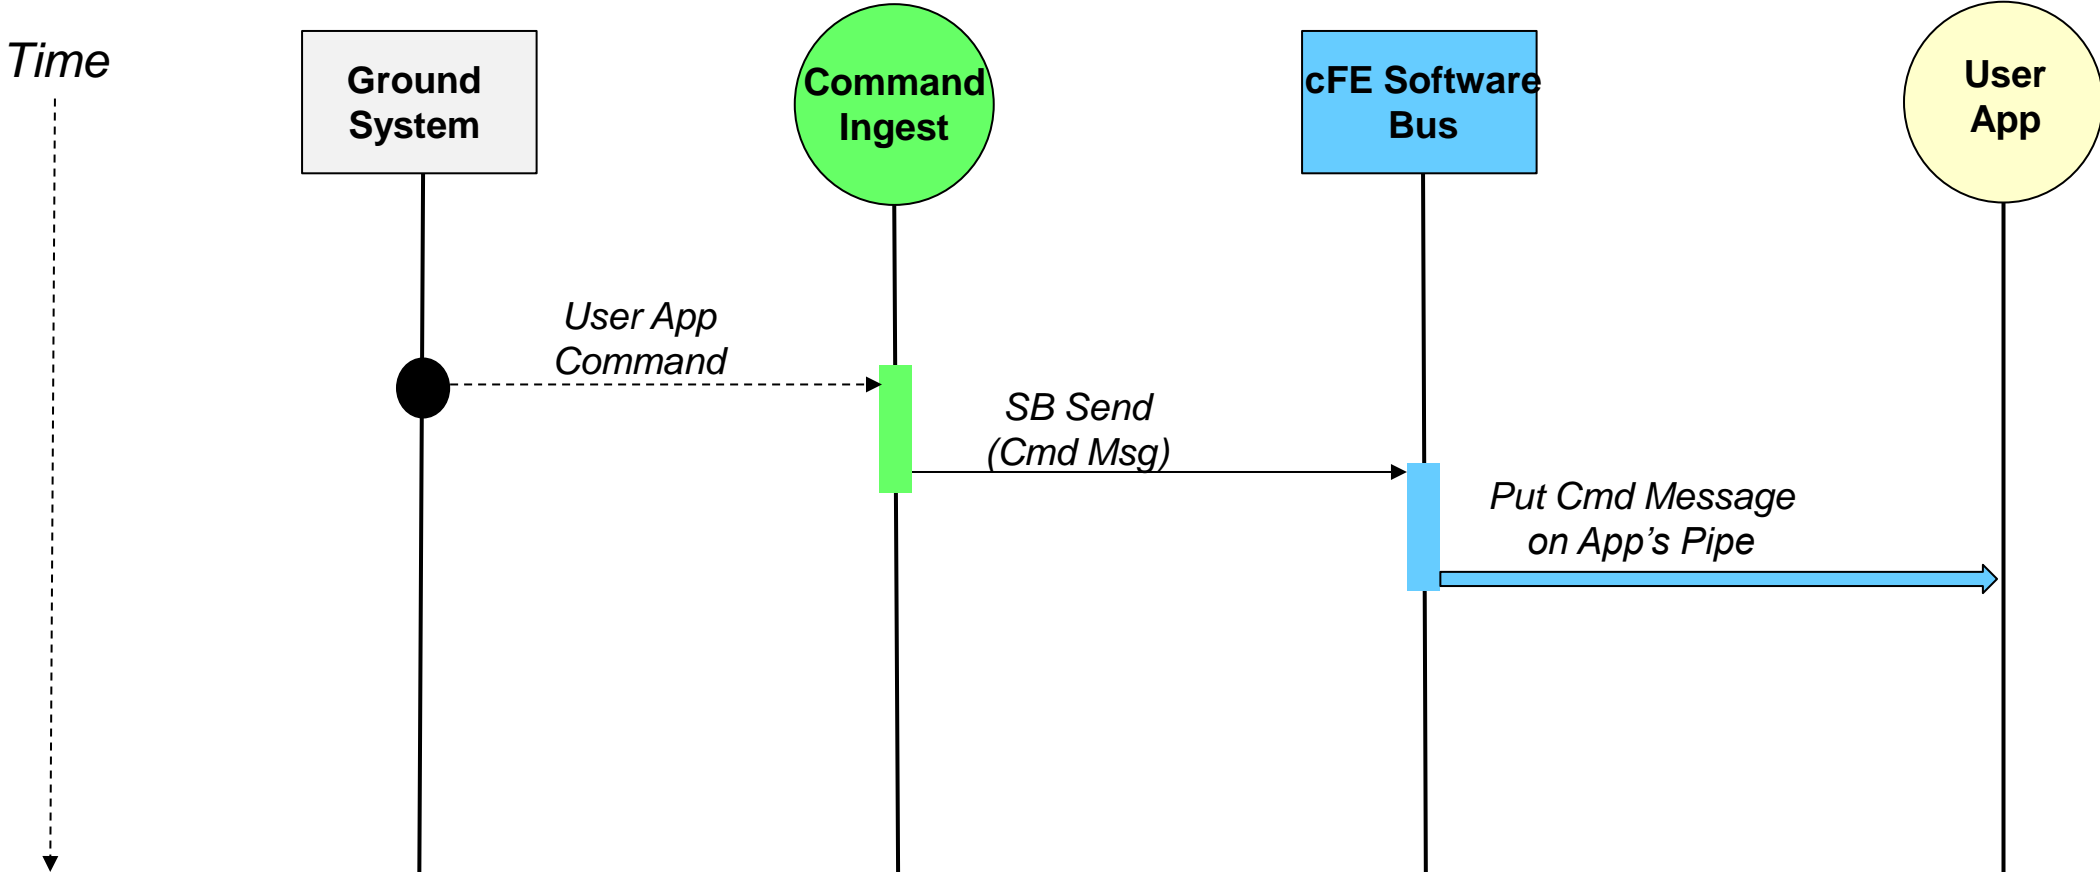 Time
Ground
System
Command
Ingest
cFE Software
Bus
User
App
User App
Command
SB Send
(Cmd Msg)
Put Cmd Message
on App’s Pipe